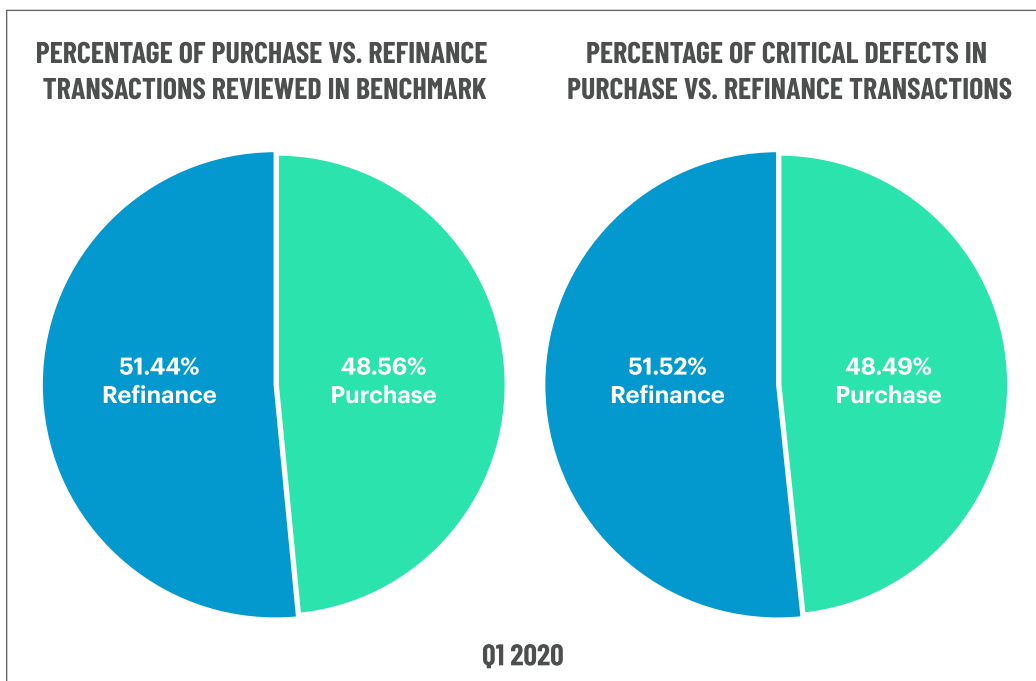 PERCENTAGE OF PURCHASE VS. REFINANCE
TRANSACTIONS REVIEWED IN BENCHMARK
51.44%
Refinance
48.56%
Purchase
PERCENTAGE OF CRITICAL DEFECTS IN
PURCHASE VS. REFINANCE TRANSACTIONS
51.52%
Refinance
48.49%
Purchase
Q1 2020